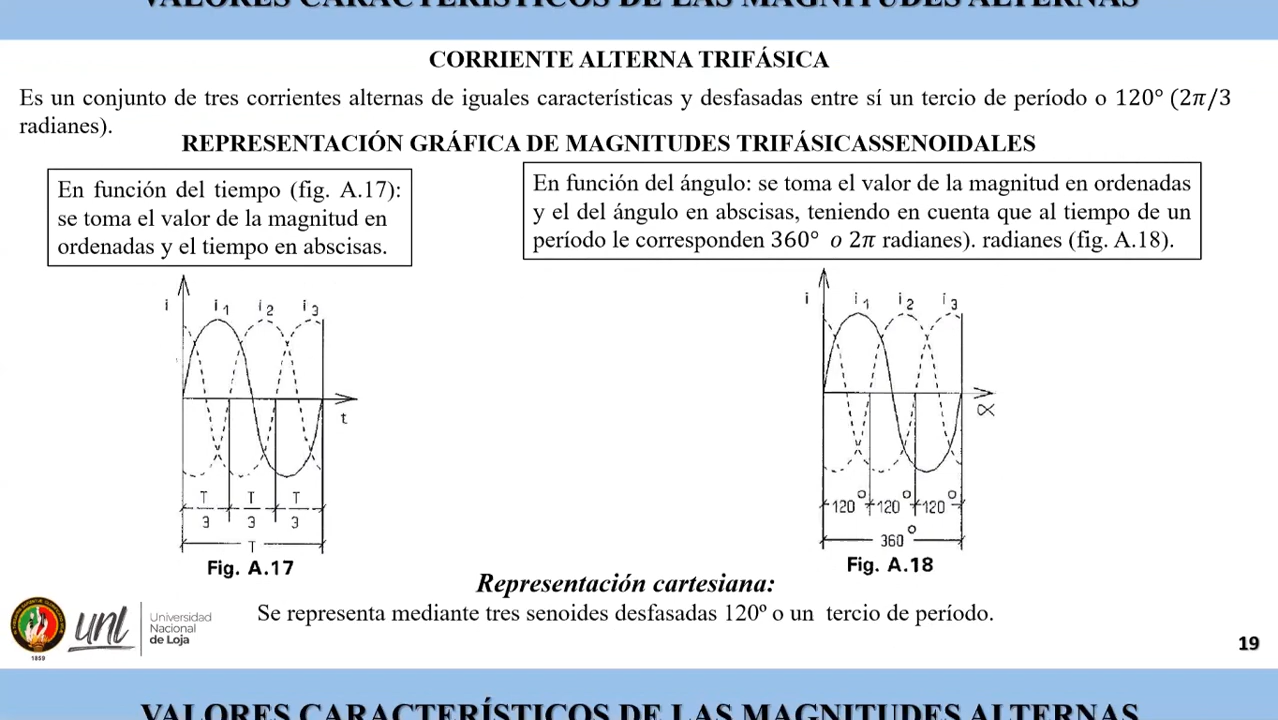 VALORES CARACTERÍSTICOS DE LAS MAGNITUDES ALTERNAS
CORRIENTE ALTERNA TRIFÁSICA
Es un conjunto de tres corrientes alternas de iguales características y desfasadas entre sí un tercio de período o 120° (2π/3
radianes).
REPRESENTACIÓN GRÁFICA DE MAGNITUDES TRIFÁSICASSENOIDALES
En función del tiempo (fig. A.17):
se toma el valor de la magnitud en
ordenadas y el tiempo en abscisas.
En función del ángulo: se toma el valor de la magnitud en ordenadas
y el del ángulo en abscisas, teniendo en cuenta que al tiempo de un
período le corresponden 360° o 2π radianes). radianes (fig. A.18).
i i1 i2 i3
t
T/3 T/3 T/3
T
Fig. A.17
i i1 i2 i3
α
120° 120° 120°
360°
Fig. A.18
Representación cartesiana:
Se representa mediante tres senoides desfasadas 120º o un tercio de período.
1859
unl
Universidad
Nacional
de Loja
19
VALORES CARACTERÍSTICOS DE LAS MAGNITUDES ALTERNAS